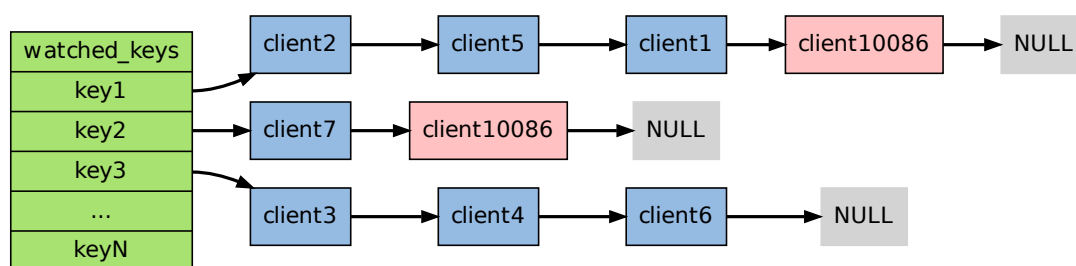 watched_keys
key1
key2
key3
...
keyN
client2
client5
client1
client10086
NULL
client7
client10086
NULL
client3
client4
client6
NULL